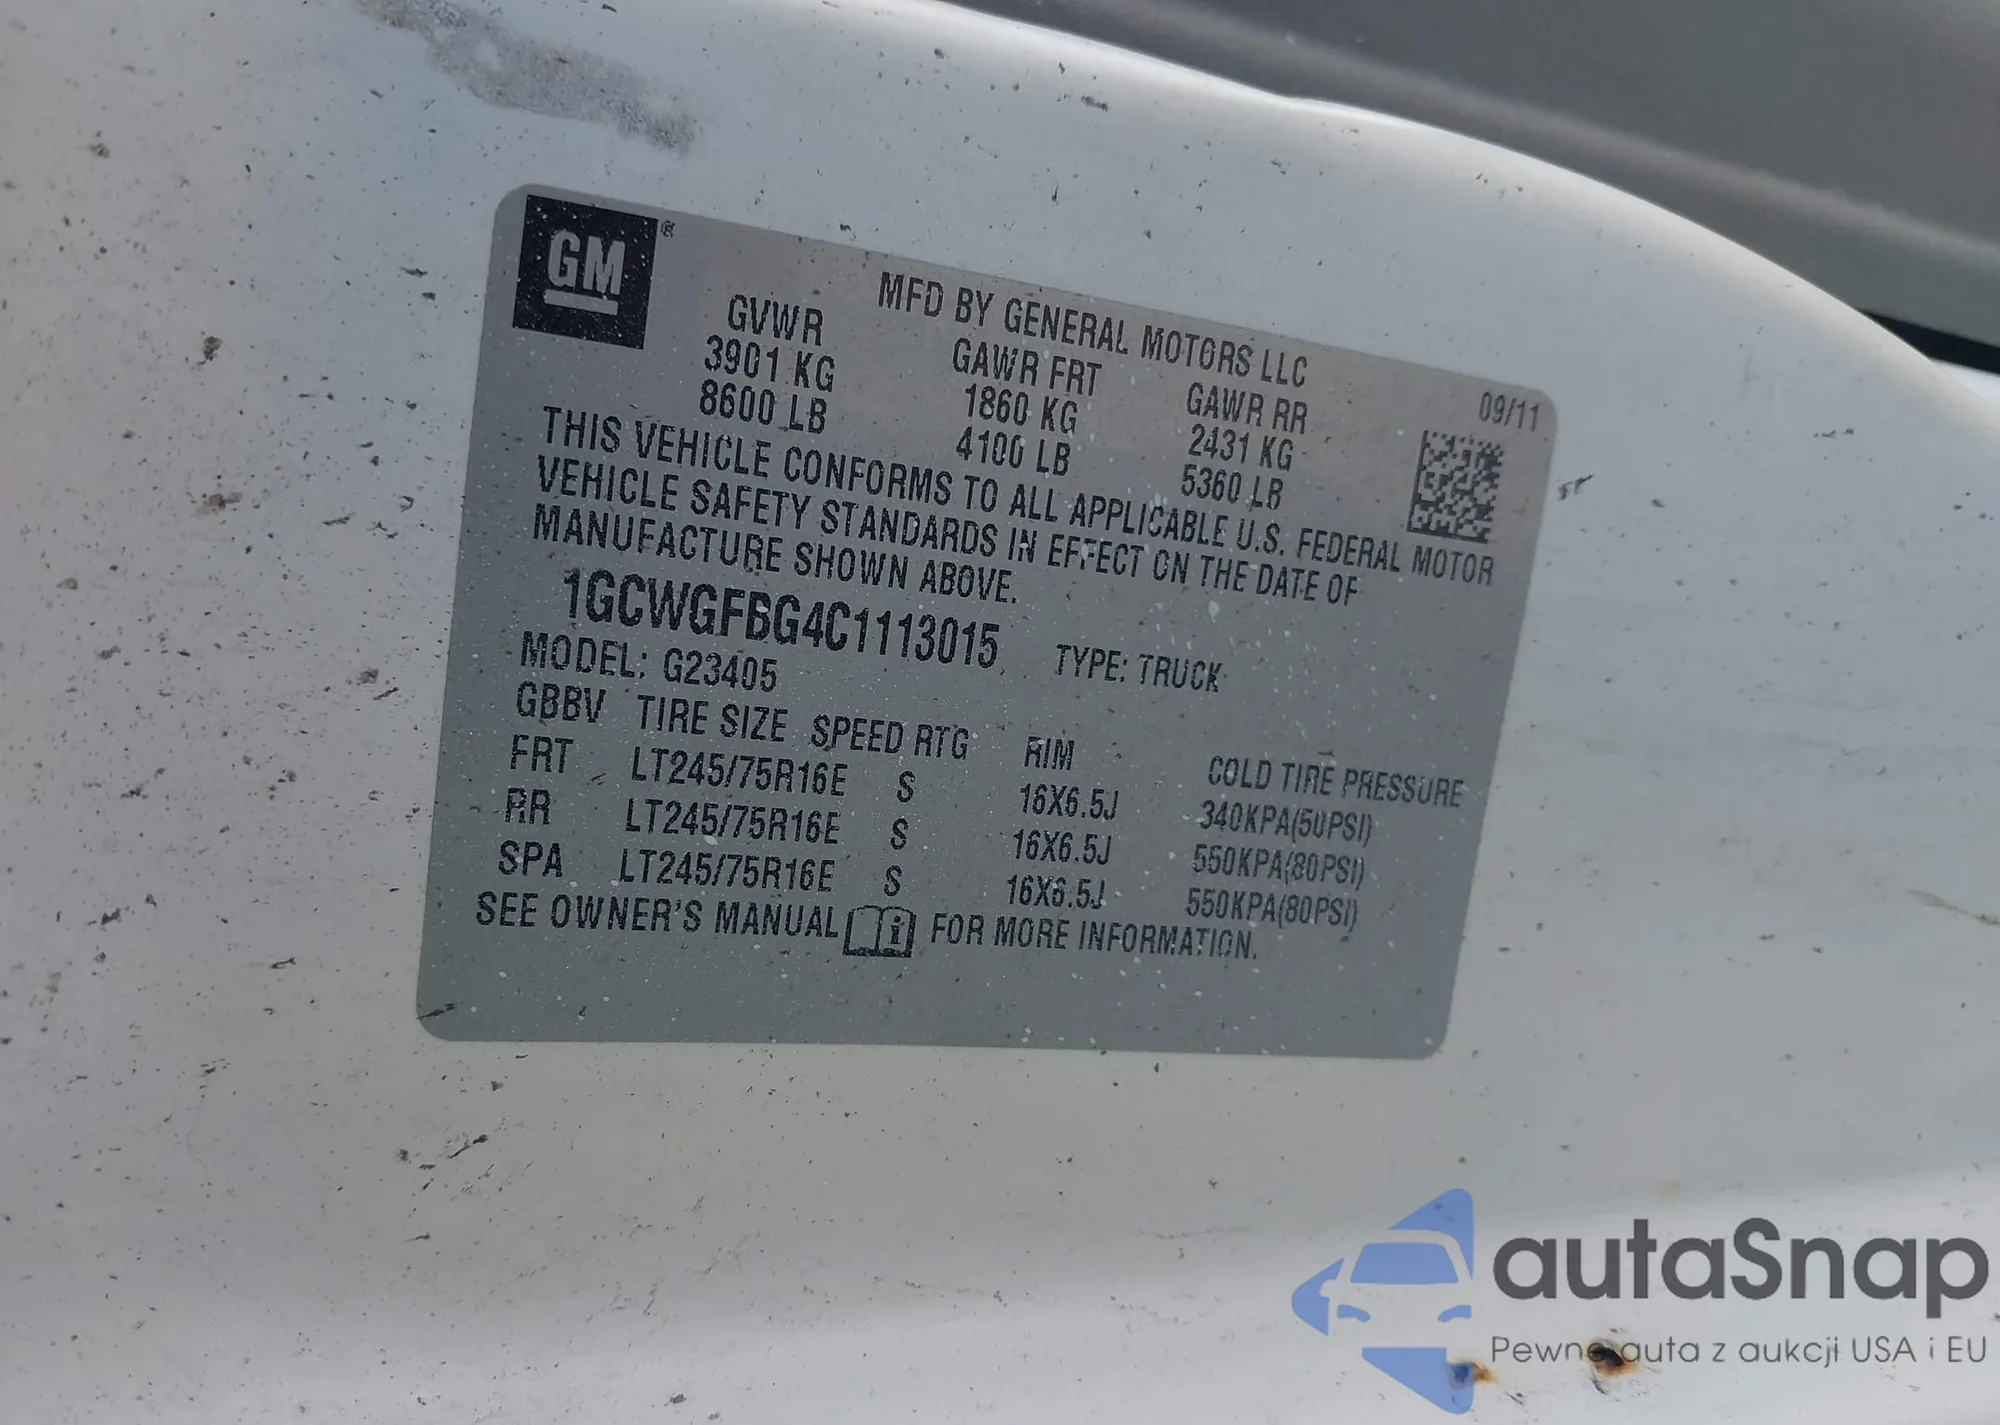 GM®
MFD BY GENERAL MOTORS LLC
GVWR GAWR FRT GAWR RR 09/11
3901 KG 1860 KG 2431 KG
8600 LB 4100 LB 5360 LB
THIS VEHICLE CONFORMS TO ALL APPLICABLE U.S. FEDERAL MOTOR
VEHICLE SAFETY STANDARDS IN EFFECT ON THE DATE OF
MANUFACTURE SHOWN ABOVE.
1GCWGFBG4C1113015 TYPE: TRUCK
MODEL: G23405
GBBV TIRE SIZE SPEED RTG RIM COLD TIRE PRESSURE
FRT LT245/75R16E S 16X6.5J 340KPA(50PSI)
RR LT245/75R16E S 16X6.5J 550KPA(80PSI)
SPA LT245/75R16E S 16X6.5J 550KPA(80PSI)
SEE OWNER'S MANUAL i FOR MORE INFORMATION.
autaSnap
Pewne auta z aukcji USA i EU